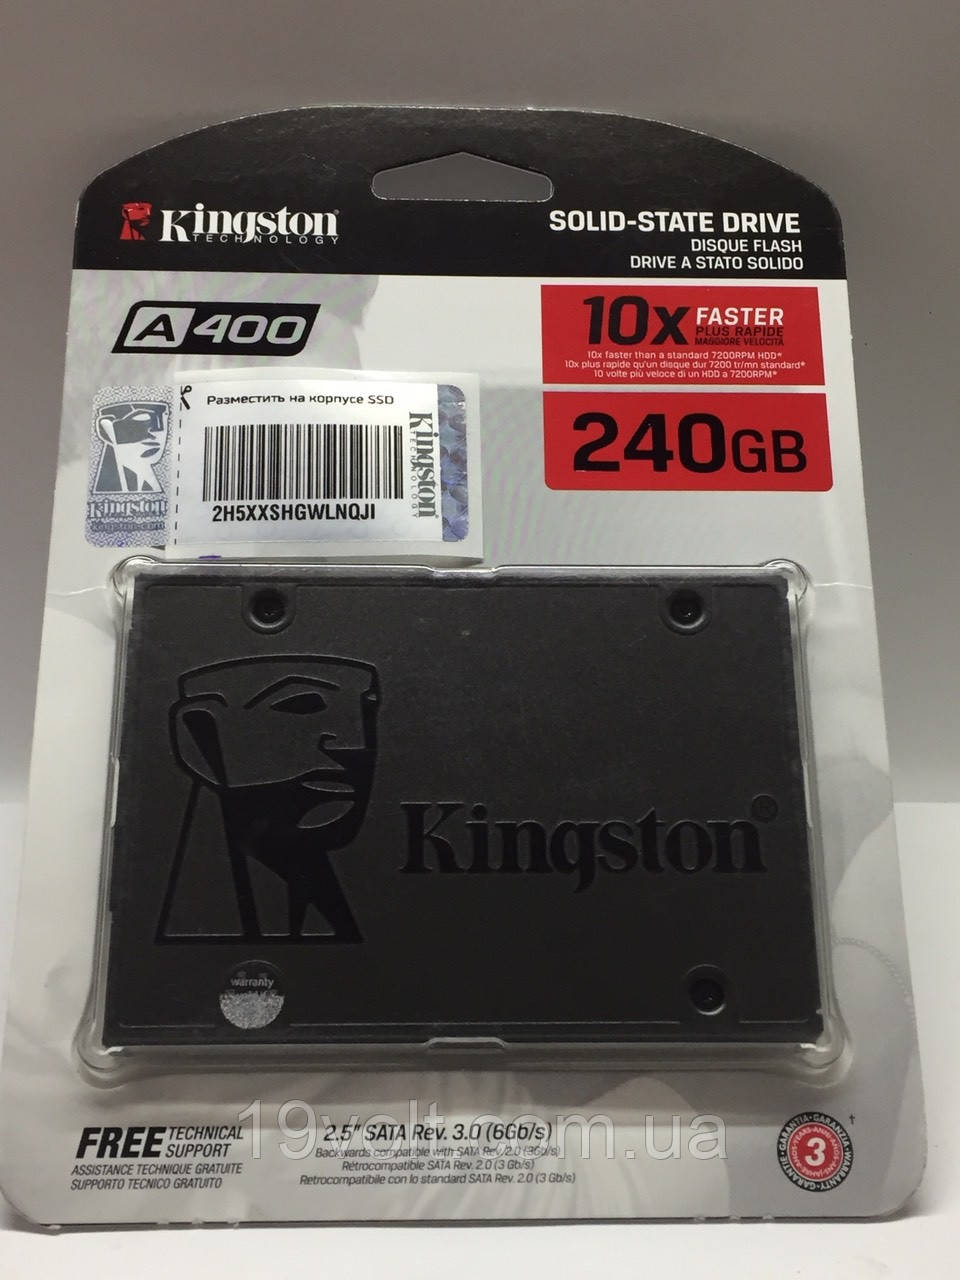 Kingston
TECHNOLOGY
SOLID-STATE DRIVE
DISQUE FLASH
DRIVE A STATO SOLIDO
A400
10x FASTER
PLUS RAPIDE
MAGGIORE VELOCITÀ
10x faster than a standard 7200RPM HDD*
10x plus rapide qu'un disque dur 7200 tr/mn standard*
10 volte più veloce di un HDD a 7200RPM*
240GB
Разместить на корпусе SSD
2H5XXSHGWLNQJI
Kingston
TECHNOLOGY
Kingston
kingston.com
Kingston®
warranty
19volt.com.ua
FREE TECHNICAL SUPPORT
ASSISTANCE TECHNIQUE GRATUITE
SUPPORTO TECNICO GRATUITO
2.5" SATA Rev. 3.0 (6Gb/s)
Backwards compatible with SATA Rev. 2.0 (3Gb/s)
Rétrocompatible SATA Rev. 2.0 (3 Gb/s)
Retrocompatibile con lo standard SATA Rev. 2.0 (3 Gb/s)
3
†